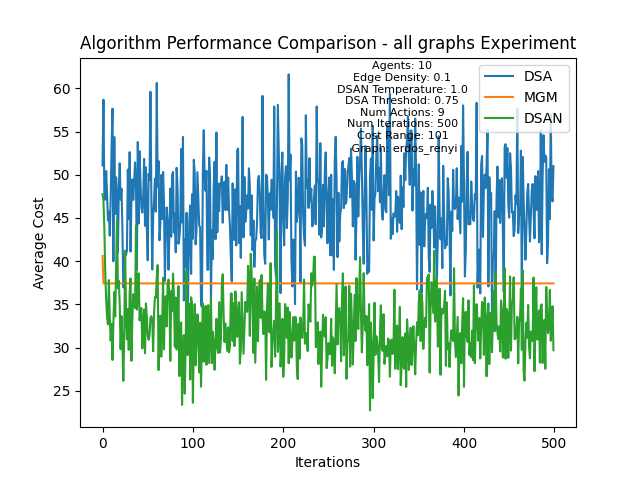 Algorithm Performance Comparison - all graphs Experiment
Agents: 10
Edge Density: 0.1
DSAN Temperature: 1.0
DSA Threshold: 0.75
Num Actions: 9
Num Iterations: 500
Cost Range: 101
Graph: erdos_renyi
DSA
MGM
DSAN
Average Cost
60
55
50
45
40
35
30
25
0
100
200
300
400
500
Iterations